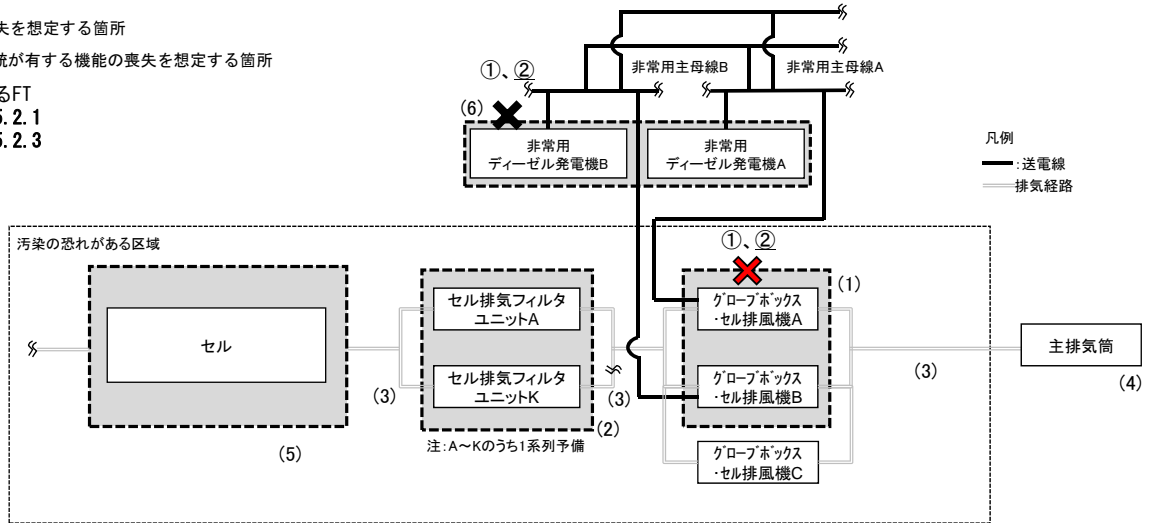 失を想定する箇所
統が有する機能の喪失を想定する箇所
るFT
5.2.1
5.2.3
①、②
非常用主母線B
非常用主母線A
(6)
非常用
ディーゼル発電機B
非常用
ディーゼル発電機A
凡例
:送電線
排気経路
汚染の恐れがある区域
①、②
(1)
セル
セル排気フィルタ
ユニットA
グローブボックス
・セル排風機A
主排気筒
(3)
セル排気フィルタ
ユニットK
(3)
グローブボックス
・セル排風機B
(3)
(4)
(5)
注:A~Kのうち1系列予備
(2)
グローブボックス
・セル排風機C